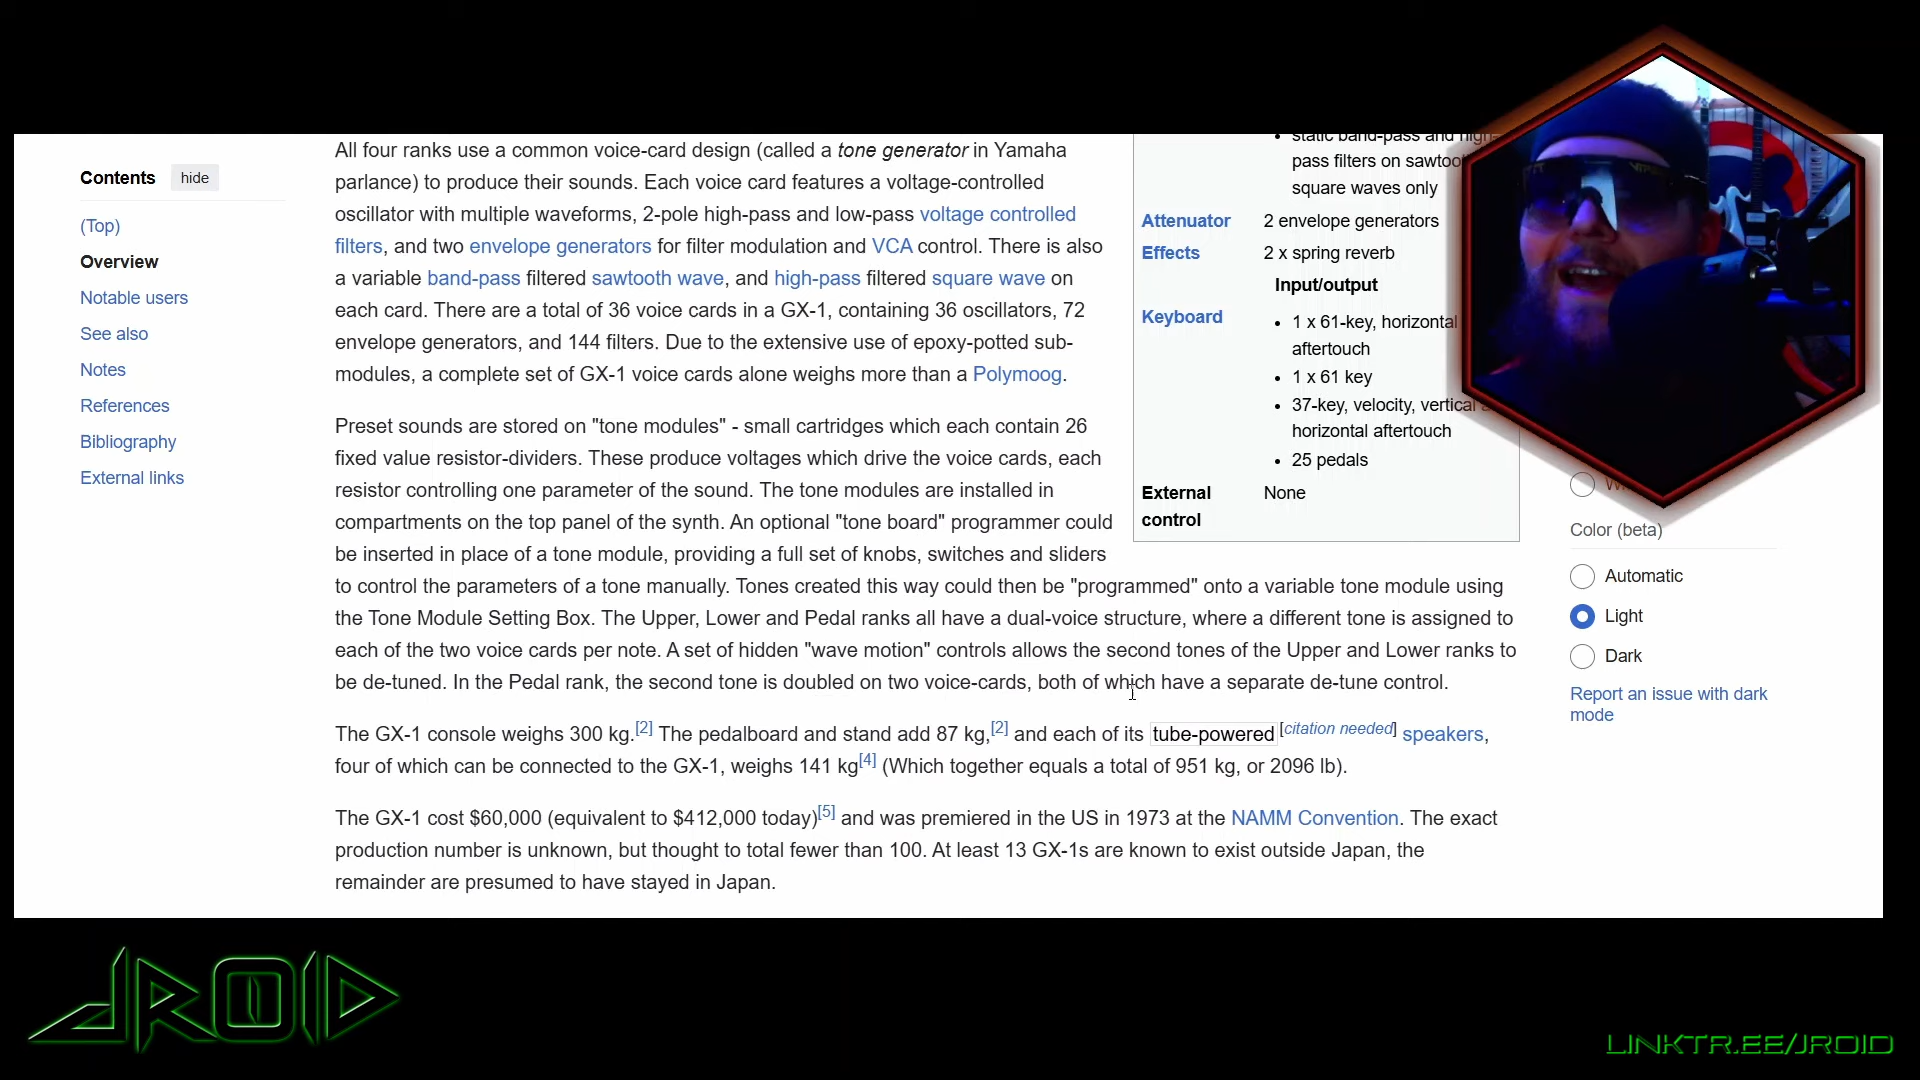 Contents hide
(Top)
Overview
Notable users
See also
Notes
References
Bibliography
External links
All four ranks use a common voice-card design (called a tone generator in Yamaha
parlance) to produce their sounds. Each voice card features a voltage-controlled
oscillator with multiple waveforms, 2-pole high-pass and low-pass voltage controlled
filters, and two envelope generators for filter modulation and VCA control. There is also
a variable band-pass filtered sawtooth wave, and high-pass filtered square wave on
each card. There are a total of 36 voice cards in a GX-1, containing 36 oscillators, 72
envelope generators, and 144 filters. Due to the extensive use of epoxy-potted sub-
modules, a complete set of GX-1 voice cards alone weighs more than a Polymoog.
Preset sounds are stored on "tone modules" - small cartridges which each contain 26
fixed value resistor-dividers. These produce voltages which drive the voice cards, each
resistor controlling one parameter of the sound. The tone modules are installed in
compartments on the top panel of the synth. An optional "tone board" programmer could
be inserted in place of a tone module, providing a full set of knobs, switches and sliders
to control the parameters of a tone manually. Tones created this way could then be "programmed" onto a variable tone module using
the Tone Module Setting Box. The Upper, Lower and Pedal ranks all have a dual-voice structure, where a different tone is assigned to
each of the two voice cards per note. A set of hidden "wave motion" controls allows the second tones of the Upper and Lower ranks to
be de-tuned. In the Pedal rank, the second tone is doubled on two voice-cards, both of which have a separate de-tune control.
The GX-1 console weighs 300 kg.[2] The pedalboard and stand add 87 kg,[2] and each of its tube-powered[citation needed] speakers,
four of which can be connected to the GX-1, weighs 141 kg[4] (Which together equals a total of 951 kg, or 2096 lb).
The GX-1 cost $60,000 (equivalent to $412,000 today)[5] and was premiered in the US in 1973 at the NAMM Convention. The exact
production number is unknown, but thought to total fewer than 100. At least 13 GX-1s are known to exist outside Japan, the
remainder are presumed to have stayed in Japan.
• static band-pass and high-
pass filters on
square waves only
Attenuator 2 envelope generators
Effects 2 x spring reverb
Input/output
Keyboard • 1 x 61-key, horizontal
aftertouch
• 1 x 61 key
• 37-key, velocity, vertical
horizontal aftertouch
• 25 pedals
External None
control
Color (beta)
Automatic
Light
Dark
Report an issue with dark
mode
JROID
LINKTR.EE/JROID